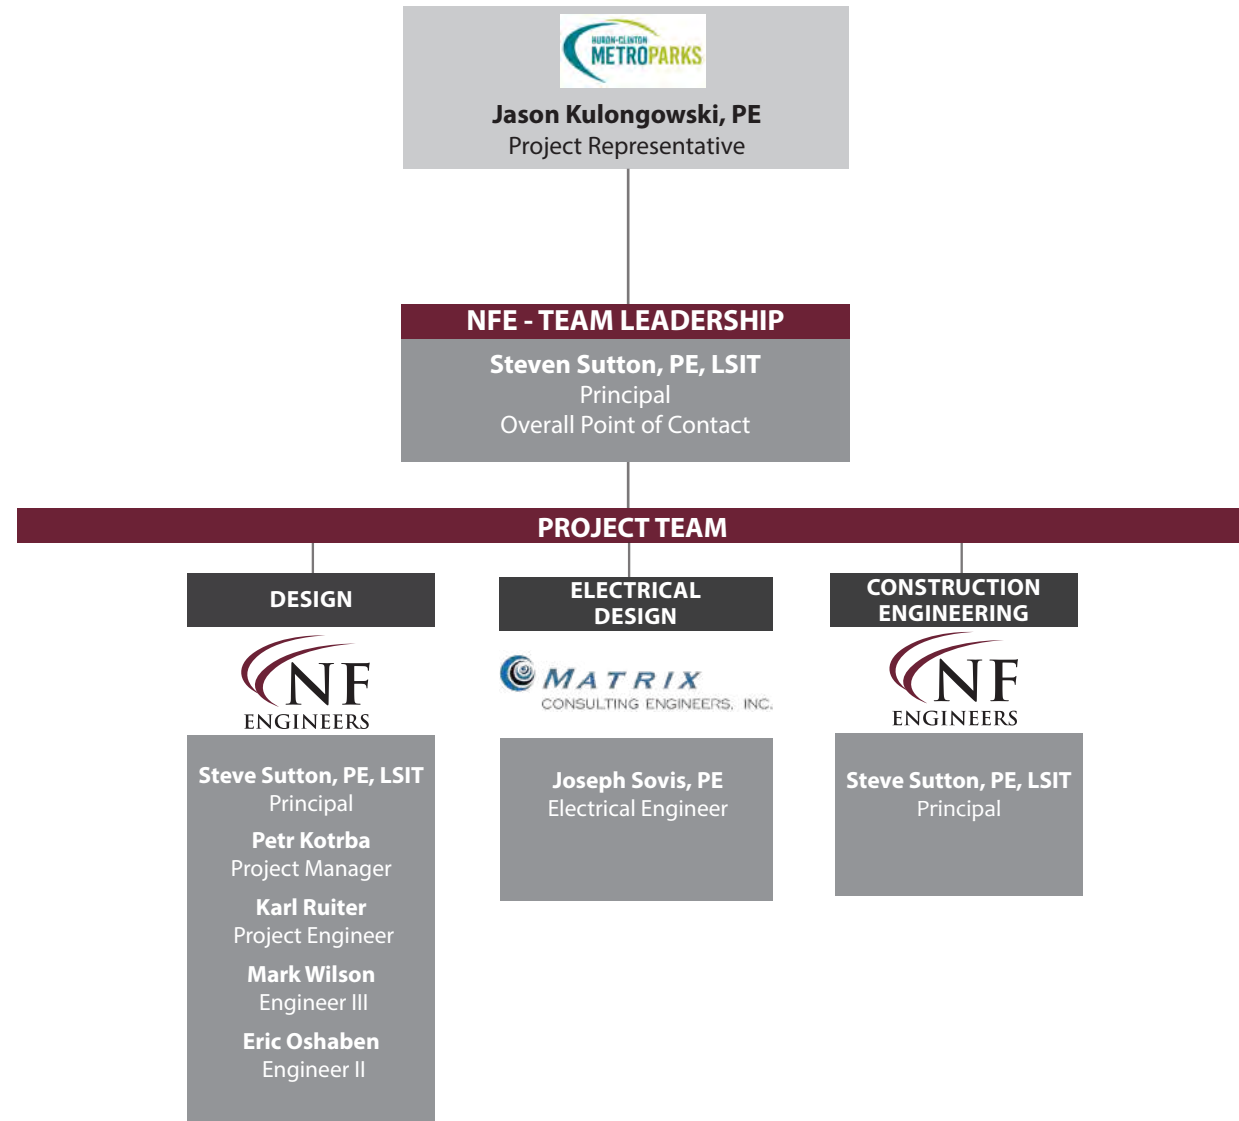 HURON-CLINTON
METROPARKS
Jason Kulongowski, PE
Project Representative
NFE - TEAM LEADERSHIP
Steven Sutton, PE, LSIT
Principal
Overall Point of Contact
PROJECT TEAM
DESIGN
NF
ENGINEERS
Steve Sutton, PE, LSIT
Principal
Petr Kotrba
Project Manager
Karl Ruiter
Project Engineer
Mark Wilson
Engineer III
Eric Oshaben
Engineer II
ELECTRICAL
DESIGN
MATRIX
CONSULTING ENGINEERS, INC.
Joseph Sovis, PE
Electrical Engineer
CONSTRUCTION
ENGINEERING
NF
ENGINEERS
Steve Sutton, PE, LSIT
Principal